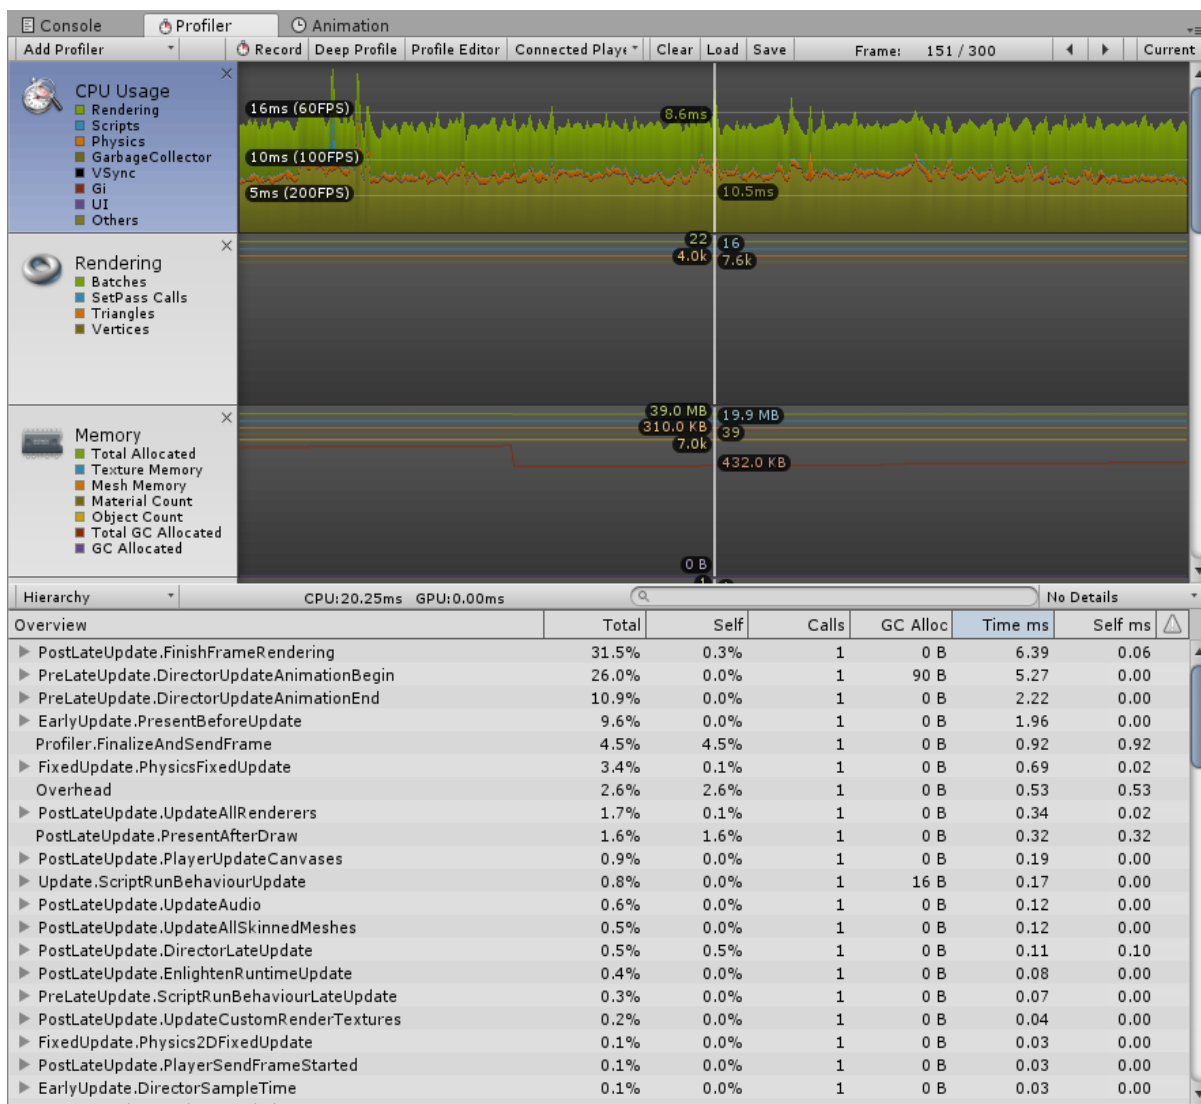 Console Profiler Animation
Add Profiler Record Deep Profile Profile Editor Connected Playe Clear Load Save Frame: 151 / 300 Current
CPU Usage
Rendering
Scripts
Physics
GarbageCollector
VSync
Gi
UI
Others
16ms (60FPS)
8.6ms
10ms (100FPS)
5ms (200FPS)
10.5ms
Rendering
Batches
SetPass Calls
Triangles
Vertices
22 16
4.0k 7.6k
Memory
Total Allocated
Texture Memory
Mesh Memory
Material Count
Object Count
Total GC Allocated
GC Allocated
39.0 MB 19.9 MB
310.0 KB 39
7.0k
432.0 KB
0 B
Hierarchy CPU:20.25ms GPU:0.00ms No Details
Overview Total Self Calls GC Alloc Time ms Self ms
PostLateUpdate.FinishFrameRendering 31.5% 0.3% 1 0 B 6.39 0.06
PreLateUpdate.DirectorUpdateAnimationBegin 26.0% 0.0% 1 90 B 5.27 0.00
PreLateUpdate.DirectorUpdateAnimationEnd 10.9% 0.0% 1 0 B 2.22 0.00
EarlyUpdate.PresentBeforeUpdate 9.6% 0.0% 1 0 B 1.96 0.00
Profiler.FinalizeAndSendFrame 4.5% 4.5% 1 0 B 0.92 0.92
FixedUpdate.PhysicsFixedUpdate 3.4% 0.1% 1 0 B 0.69 0.02
Overhead 2.6% 2.6% 1 0 B 0.53 0.53
PostLateUpdate.UpdateAllRenderers 1.7% 0.1% 1 0 B 0.34 0.02
PostLateUpdate.PresentAfterDraw 1.6% 1.6% 1 0 B 0.32 0.32
PostLateUpdate.PlayerUpdateCanvases 0.9% 0.0% 1 0 B 0.19 0.00
Update.ScriptRunBehaviourUpdate 0.8% 0.0% 1 16 B 0.17 0.00
PostLateUpdate.UpdateAudio 0.6% 0.0% 1 0 B 0.12 0.00
PostLateUpdate.UpdateAllSkinnedMeshes 0.5% 0.0% 1 0 B 0.12 0.00
PostLateUpdate.DirectorLateUpdate 0.5% 0.5% 1 0 B 0.11 0.10
PostLateUpdate.EnlightenRuntimeUpdate 0.4% 0.0% 1 0 B 0.08 0.00
PreLateUpdate.ScriptRunBehaviourLateUpdate 0.3% 0.0% 1 0 B 0.07 0.00
PostLateUpdate.UpdateCustomRenderTextures 0.2% 0.0% 1 0 B 0.04 0.00
FixedUpdate.Physics2DFixedUpdate 0.1% 0.0% 1 0 B 0.03 0.00
PostLateUpdate.PlayerSendFrameStarted 0.1% 0.0% 1 0 B 0.03 0.00
EarlyUpdate.DirectorSampleTime 0.1% 0.0% 1 0 B 0.03 0.00